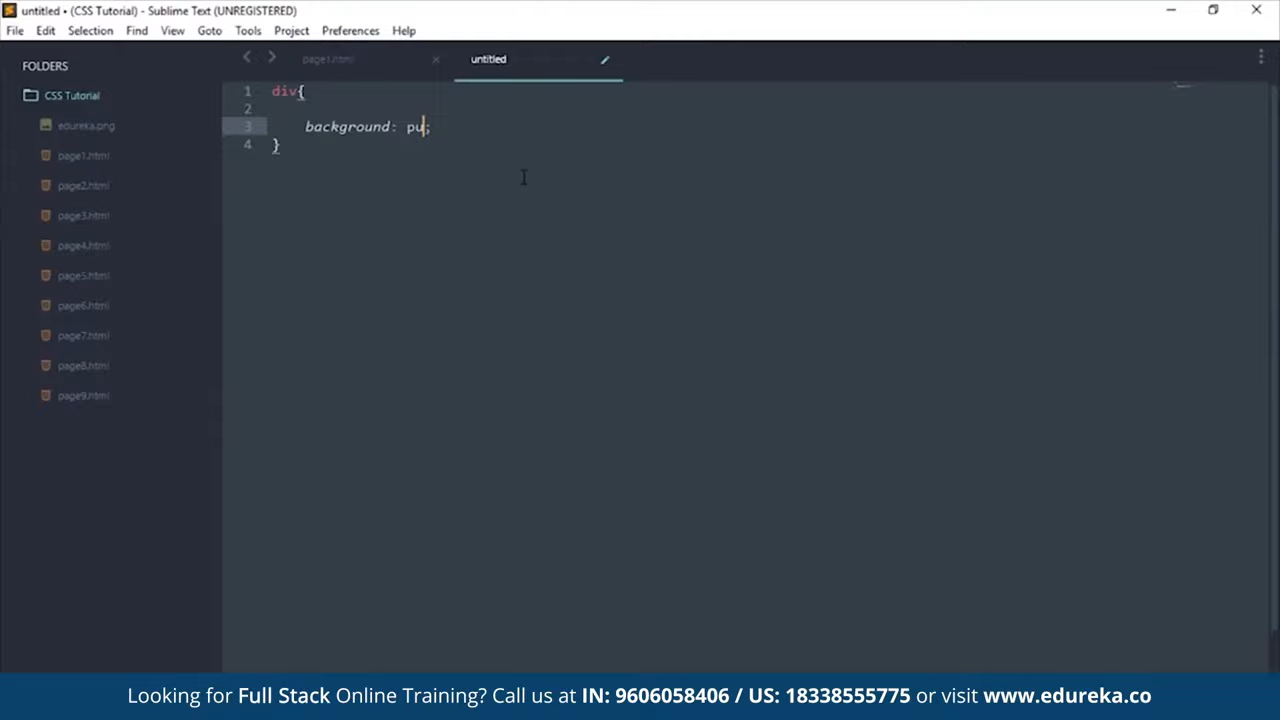 untitled • (CSS Tutorial) - Sublime Text (UNREGISTERED)
File Edit Selection Find View Goto Tools Project Preferences Help
FOLDERS
CSS Tutorial
edureka.png
page1.html
page2.html
page3.html
page4.html
page5.html
page6.html
page7.html
page8.html
page9.html
page1.html × untitled
1 div{
2
3 background: pu;
4 }
Looking for Full Stack Online Training? Call us at IN: 9606058406 / US: 18338555775 or visit www.edureka.co